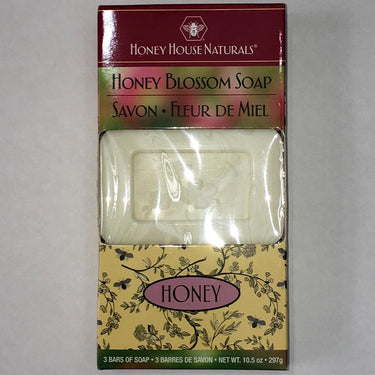 HONEY HOUSE NATURALS®
HONEY BLOSSOM SOAP
SAVON • FLEUR DE MIEL
HONEY
3 BARS OF SOAP • 3 BARRES DE SAVON • NET WT. 10.5 oz • 297g